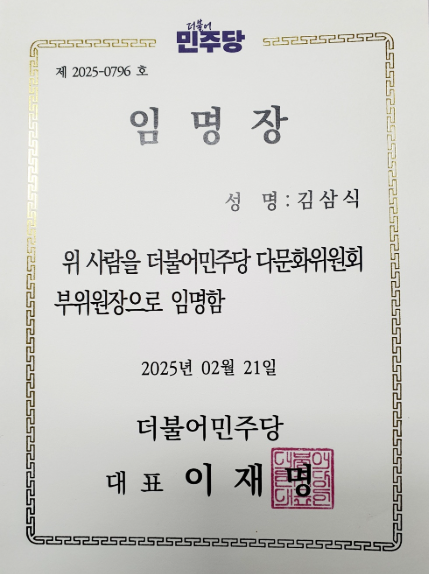 더불어
민주당
제 2025-0796 호
임 명 장
성 명 : 김삼식
위 사람을 더불어민주당 다문화위원회
부위원장으로 임명함
2025년 02월 21일
더불어민주당
대 표 이 재 명